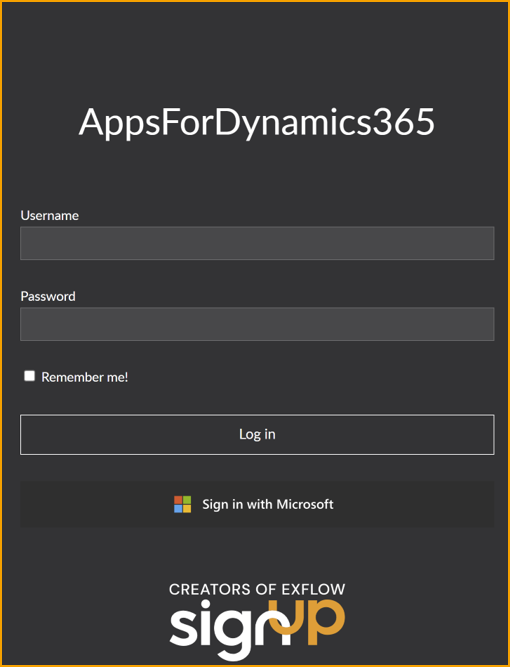 AppsForDynamics365
Username
Password
Remember me!
Log in
Sign in with Microsoft
CREATORS OF EXFLOW
signUp